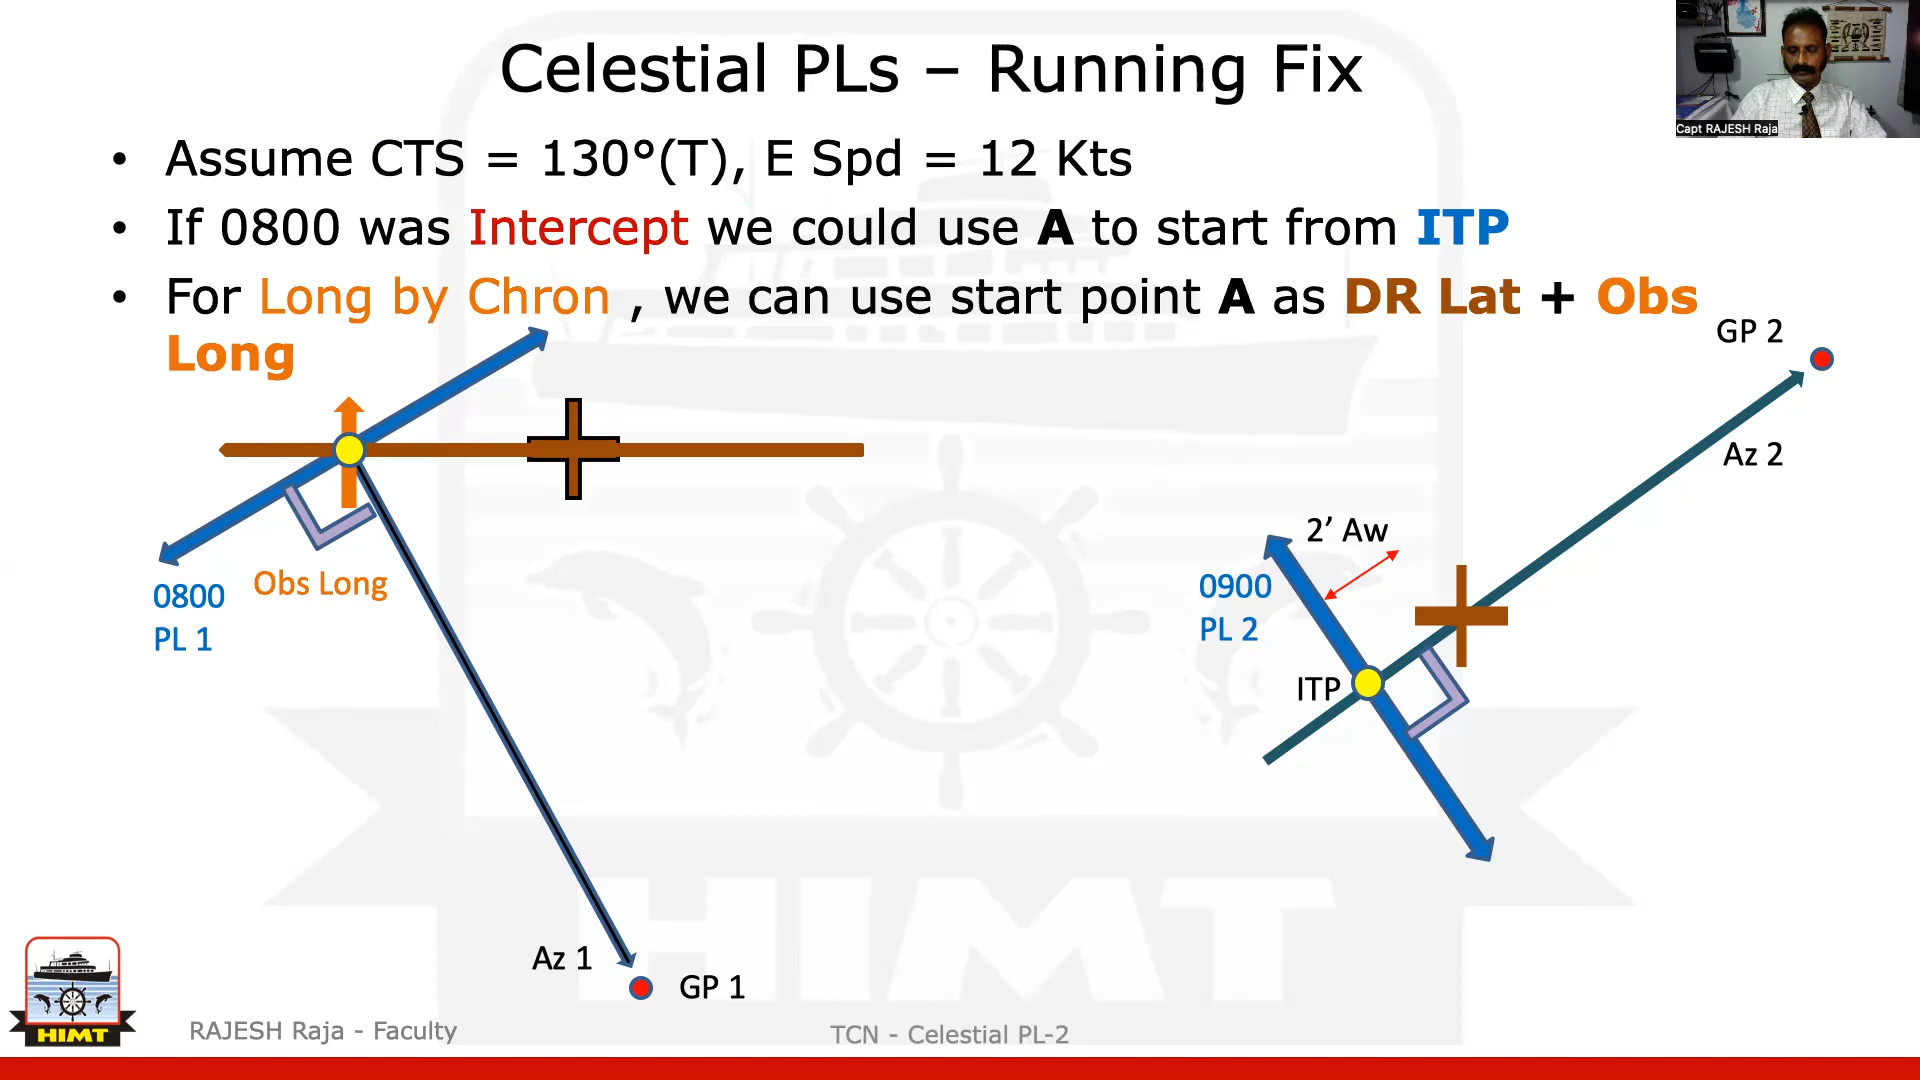 Celestial PLs – Running Fix
Capt RAJESH Raja
• Assume CTS = 130°(T), E Spd = 12 Kts
• If 0800 was Intercept we could use A to start from ITP
• For Long by Chron , we can use start point A as DR Lat + Obs
Long
GP 2
Az 2
2’ Aw
0900
PL 2
ITP
0800
PL 1
Obs Long
Az 1
GP 1
HIMT
HIMT
RAJESH Raja - Faculty
TCN - Celestial PL-2